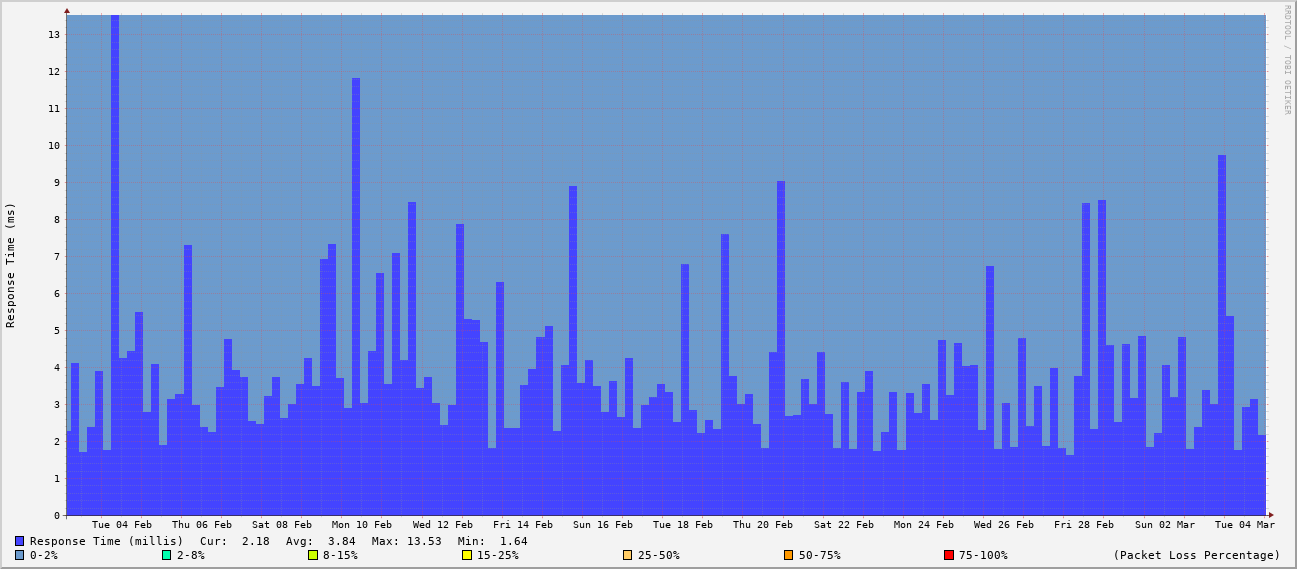 RRDTOOL / TOBI OETIKER
Response Time (ms)
13
12
11
10
9
8
7
6
5
4
3
2
1
0
Tue 04 Feb Thu 06 Feb Sat 08 Feb Mon 10 Feb Wed 12 Feb Fri 14 Feb Sun 16 Feb Tue 18 Feb Thu 20 Feb Sat 22 Feb Mon 24 Feb Wed 26 Feb Fri 28 Feb Sun 02 Mar Tue 04 Mar
Response Time (millis) Cur: 2.18 Avg: 3.84 Max: 13.53 Min: 1.64
0-2% 2-8% 8-15% 15-25% 25-50% 50-75% 75-100% (Packet Loss Percentage)